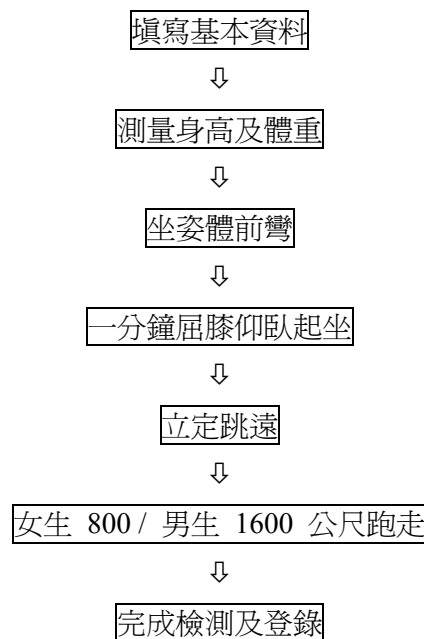 填寫基本資料
⇩
測量身高及體重
⇩
坐姿體前彎
⇩
一分鐘屈膝仰臥起坐
⇩
立定跳遠
⇩
女生 800 / 男生 1600 公尺跑走
⇩
完成檢測及登錄